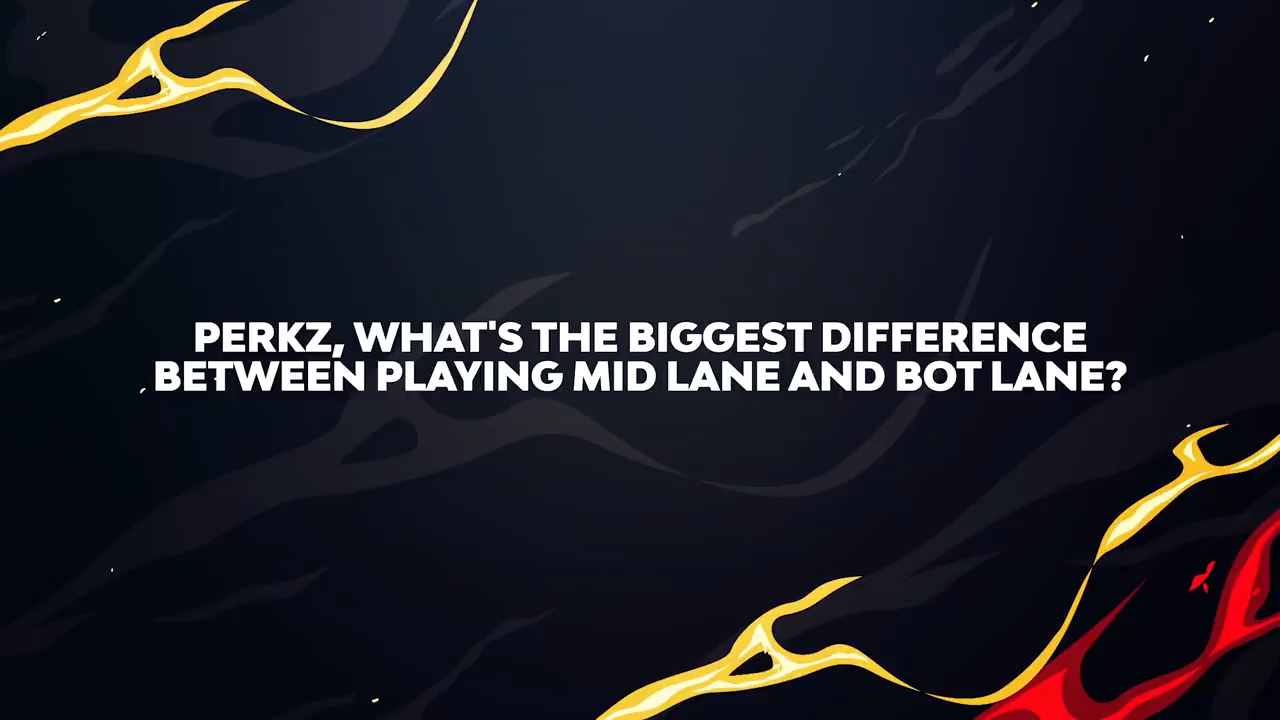 PERKZ, WHAT'S THE BIGGEST DIFFERENCE
BETWEEN PLAYING MID LANE AND BOT LANE?